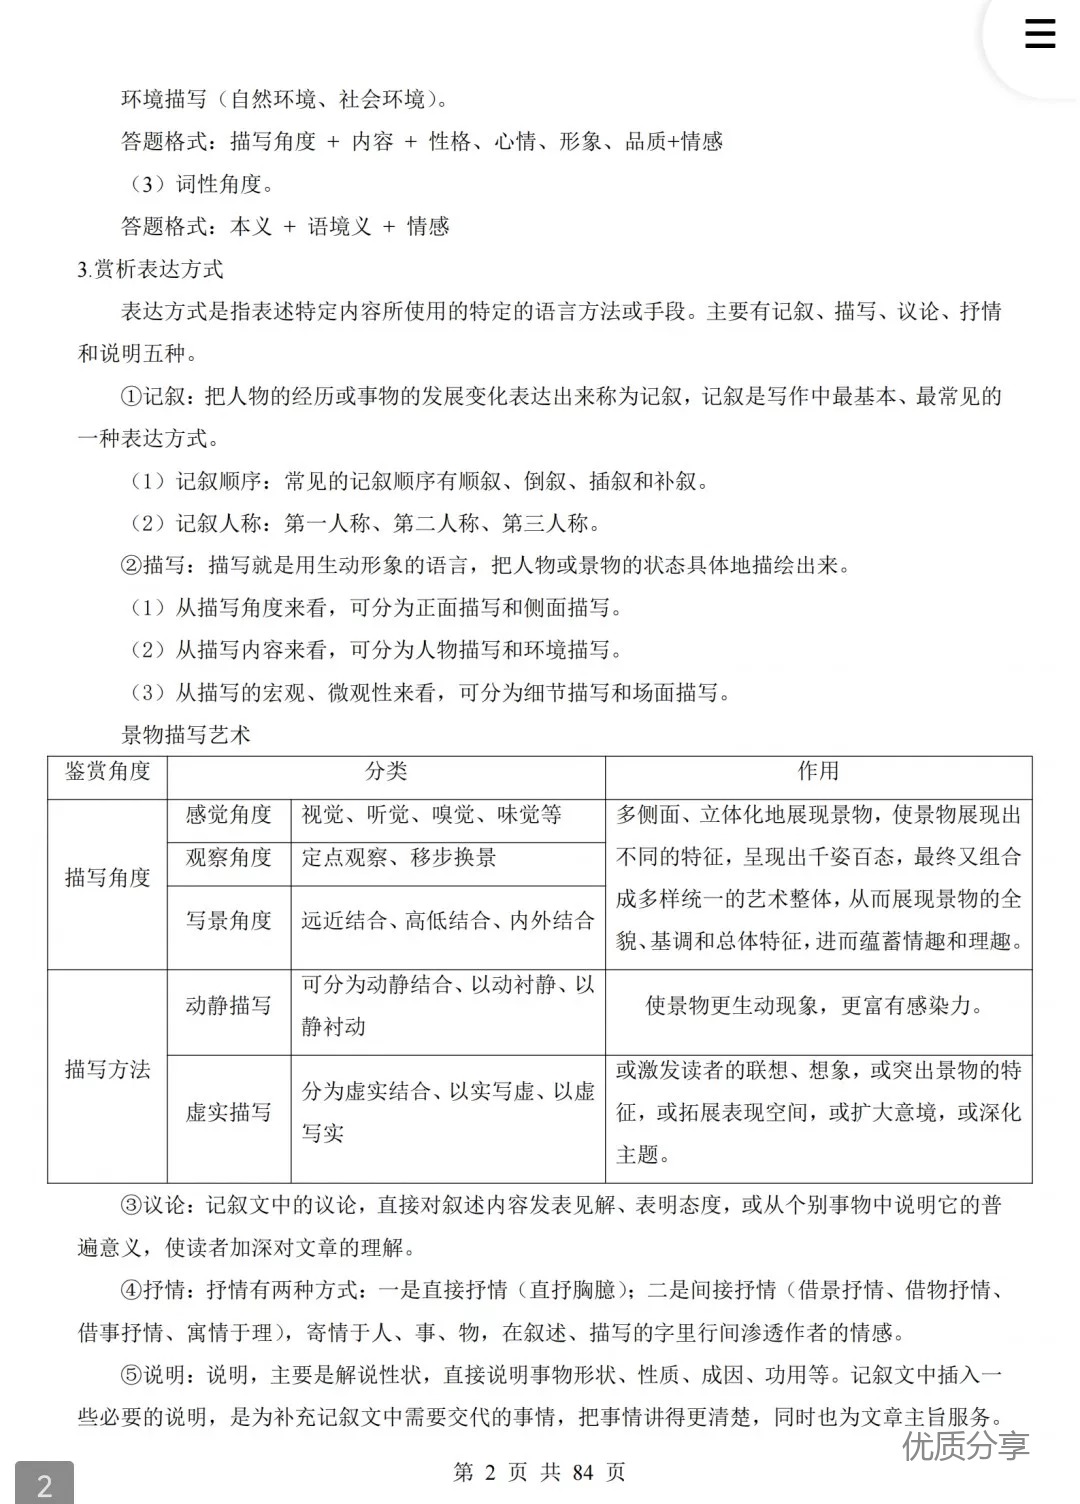 环境描写（自然环境、社会环境）。
答题格式：描写角度 + 内容 + 性格、心情、形象、品质+情感
（3）词性角度。
答题格式：本义 + 语境义 + 情感
3.赏析表达方式
表达方式是指表述特定内容所使用的特定的语言方法或手段。主要有记叙、描写、议论、抒情
和说明五种。
①记叙：把人物的经历或事物的发展变化表达出来称为记叙，记叙是写作中最基本、最常见的
一种表达方式。
（1）记叙顺序：常见的记叙顺序有顺叙、倒叙、插叙和补叙。
（2）记叙人称：第一人称、第二人称、第三人称。
②描写：描写就是用生动形象的语言，把人物或景物的状态具体地描绘出来。
（1）从描写角度来看，可分为正面描写和侧面描写。
（2）从描写内容来看，可分为人物描写和环境描写。
（3）从描写的宏观、微观性来看，可分为细节描写和场面描写。
景物描写艺术
鉴赏角度 分类 作用
描写角度
感觉角度 视觉、听觉、嗅觉、味觉等
观察角度 定点观察、移步换景
写景角度 远近结合、高低结合、内外结合
多侧面、立体化地展现景物，使景物展现出
不同的特征，呈现出千姿百态，最终又组合
成多样统一的艺术整体，从而展现景物的全
貌、基调和总体特征，进而蕴蓄情趣和理趣。
描写方法
动静描写
可分为动静结合、以动衬静、以
静衬动
使景物更生动现象，更富有感染力。
虚实描写
分为虚实结合、以实写虚、以虚
写实
或激发读者的联想、想象，或突出景物的特
征，或拓展表现空间，或扩大意境，或深化
主题。
③议论：记叙文中的议论，直接对叙述内容发表见解、表明态度，或从个别事物中说明它的普
遍意义，使读者加深对文章的理解。
④抒情：抒情有两种方式：一是直接抒情（直抒胸臆）；二是间接抒情（借景抒情、借物抒情、
借事抒情、寓情于理），寄情于人、事、物，在叙述、描写的字里行间渗透作者的情感。
⑤说明：说明，主要是解说性状，直接说明事物形状、性质、成因、功用等。记叙文中插入一
些必要的说明，是为补充记叙文中需要交代的事情，把事情讲得更清楚，同时也为文章主旨服务。
优质分享
第 2 页 共 84 页
2